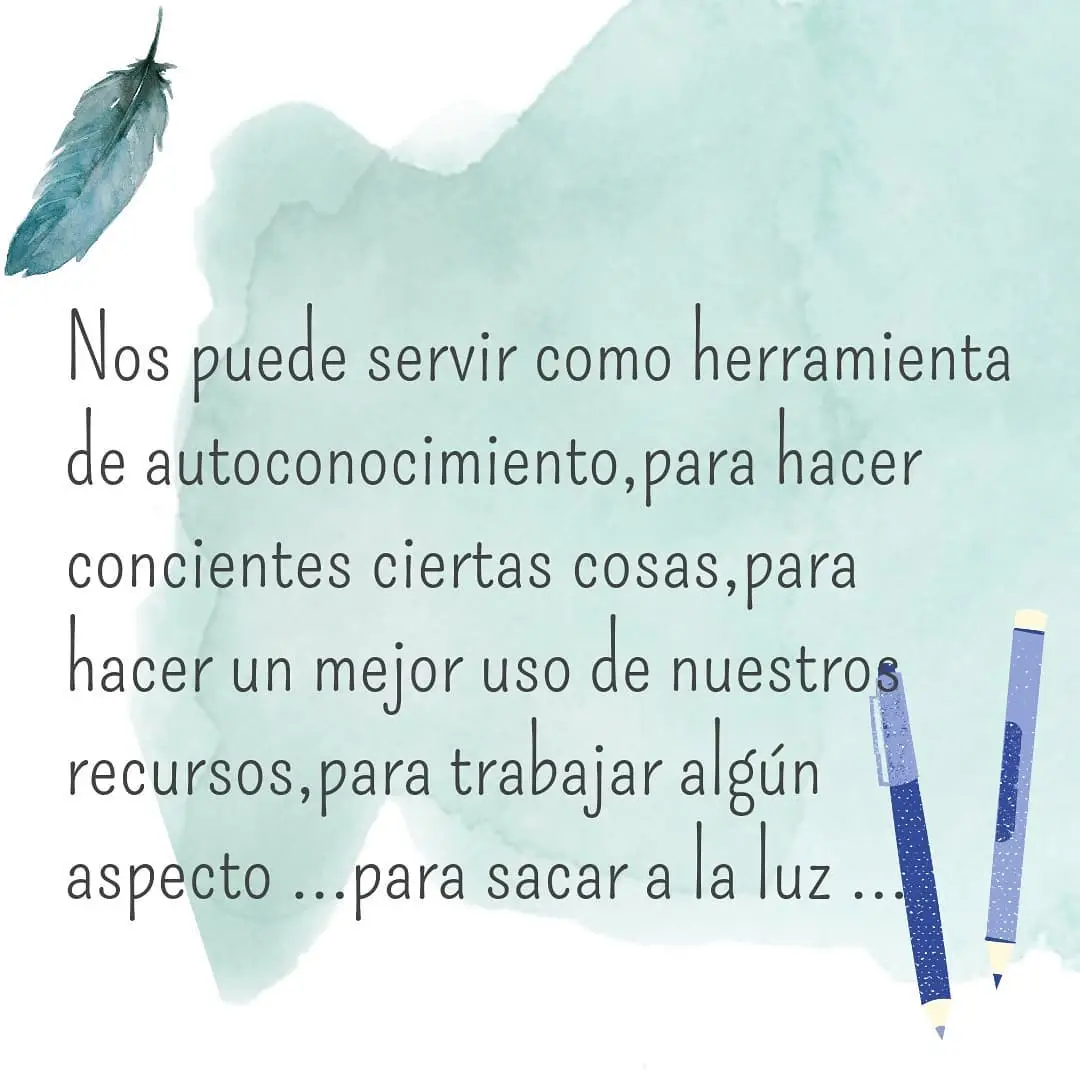 Nos puede servir como herramienta
de autoconocimiento,para hacer
concientes ciertas cosas,para
hacer un mejor uso de nuestros
recursos,para trabajar algún
aspecto ...para sacar a la luz ...